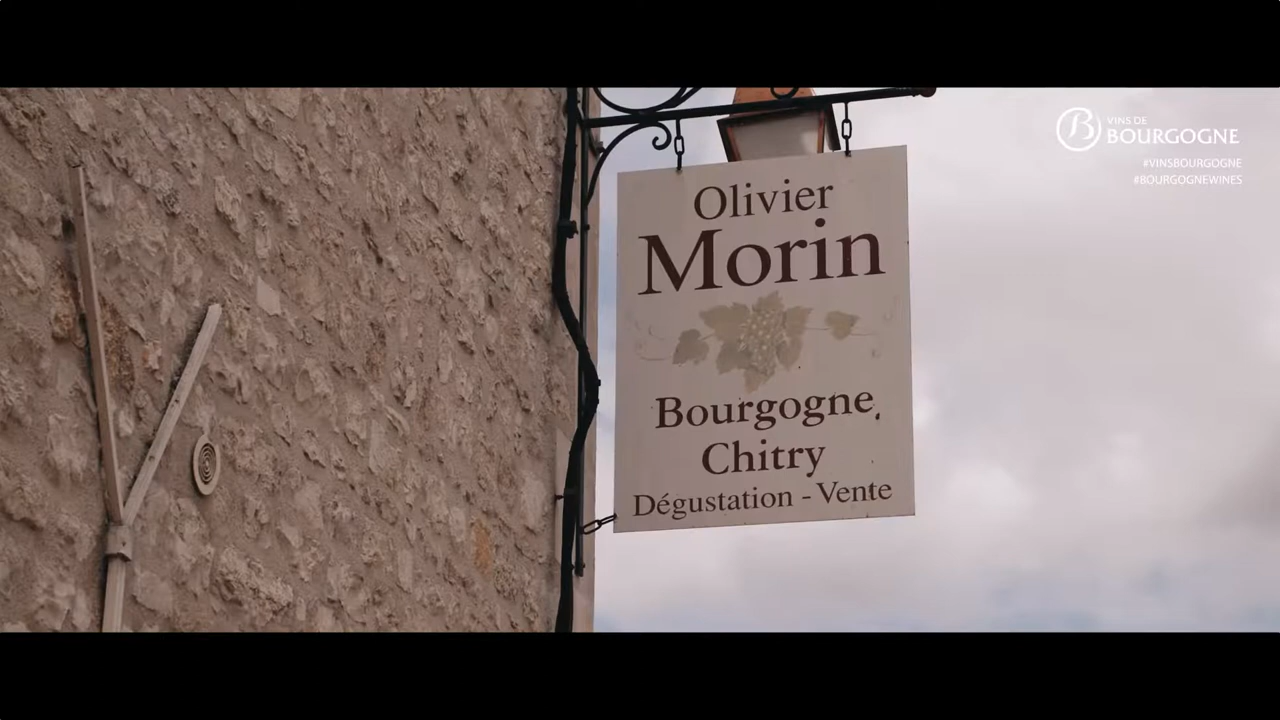 Olivier
Morin
Bourgogne
Chitry
Dégustation - Vente
VINS DE
BOURGOGNE
#VINSBOURGOGNE
#BOURGOGNEWINES